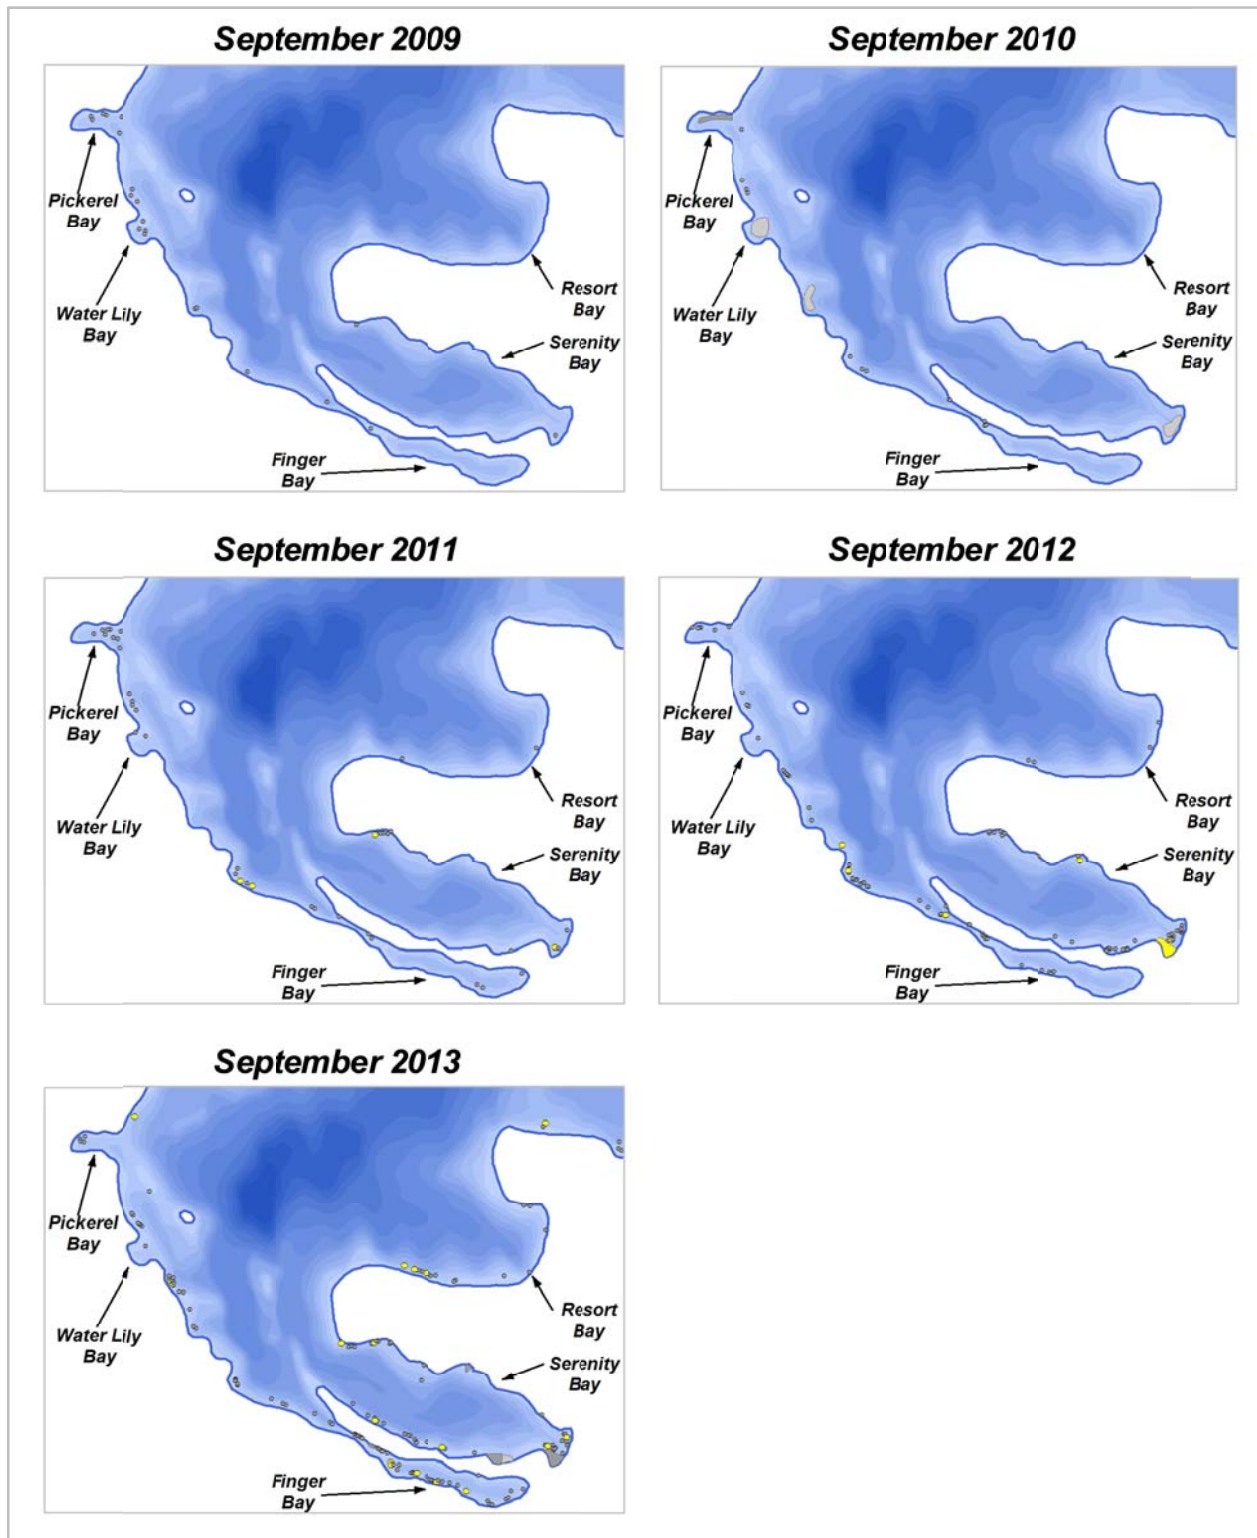 September 2009
Pickerel
Bay
Water Lily
Bay
Resort
Bay
Serenity
Bay
Finger
Bay
September 2010
Pickerel
Bay
Water Lily
Bay
Resort
Bay
Serenity
Bay
Finger
Bay
September 2011
Pickerel
Bay
Water Lily
Bay
Resort
Bay
Serenity
Bay
Finger
Bay
September 2012
Pickerel
Bay
Water Lily
Bay
Resort
Bay
Serenity
Bay
Finger
Bay
September 2013
Pickerel
Bay
Water Lily
Bay
Resort
Bay
Serenity
Bay
Finger
Bay